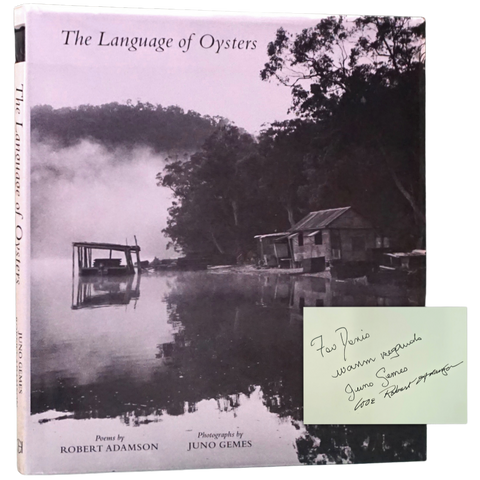 The Language of Oysters
Poems by
ROBERT ADAMSON
Photographs by
JUNO GEMES
The Language of Oysters
JUNO GEMES
For Denis
warm regards
Juno Gemes
Robert Adamson